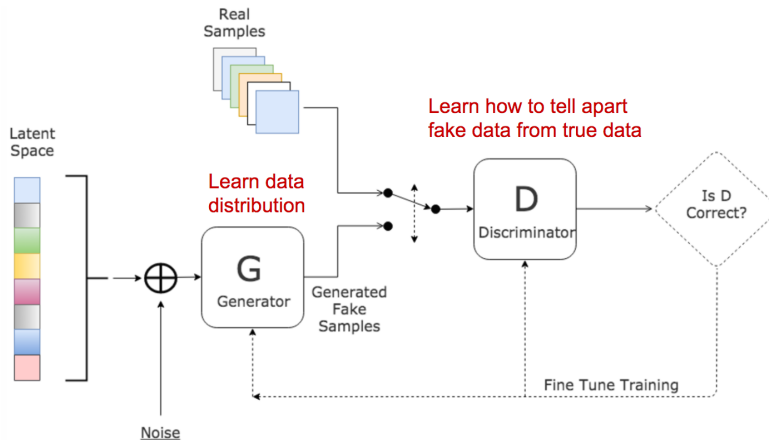 Real
Samples
Learn how to tell apart
fake data from true data
Latent
Space
Learn data
distribution
Is D
Correct?
D
Discriminator
G
Generator
Generated
Fake
Samples
Fine Tune Training
Noise